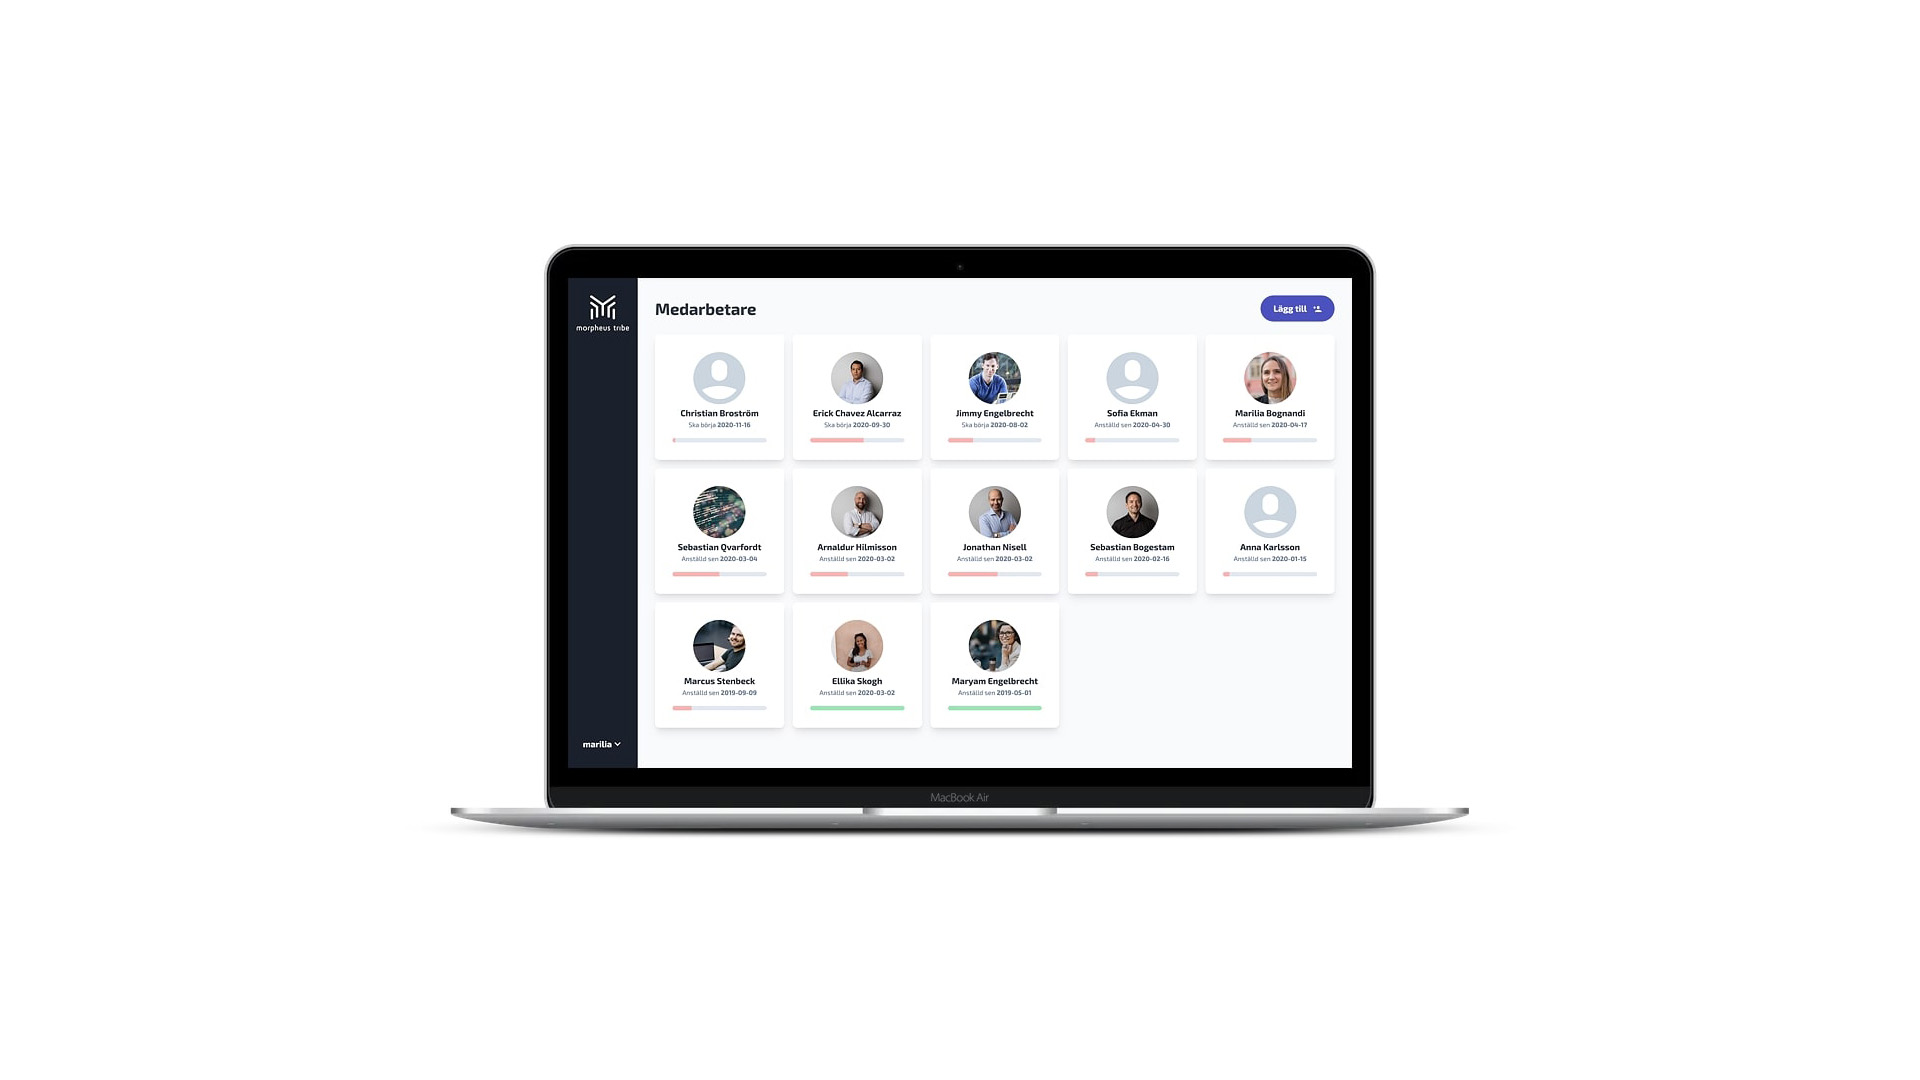 morpheus tribe
Medarbetare
Lägg till
Christian Broström
Ska börja 2020-11-16
Erick Chavez Alcarraz
Ska börja 2020-09-30
Jimmy Engelbrecht
Ska börja 2020-08-02
Sofia Ekman
Anställd sen 2020-04-30
Marilia Bognandi
Anställd sen 2020-04-17
Sebastian Qvarfordt
Anställd sen 2020-03-04
Arnaldur Hilmisson
Anställd sen 2020-03-02
Jonathan Nisell
Anställd sen 2020-03-02
Sebastian Bogestam
Anställd sen 2020-02-16
Anna Karlsson
Anställd sen 2020-01-15
Marcus Stenbeck
Anställd sen 2019-09-09
Ellika Skogh
Anställd sen 2020-03-02
Maryam Engelbrecht
Anställd sen 2019-05-01
marilia
MacBook Air